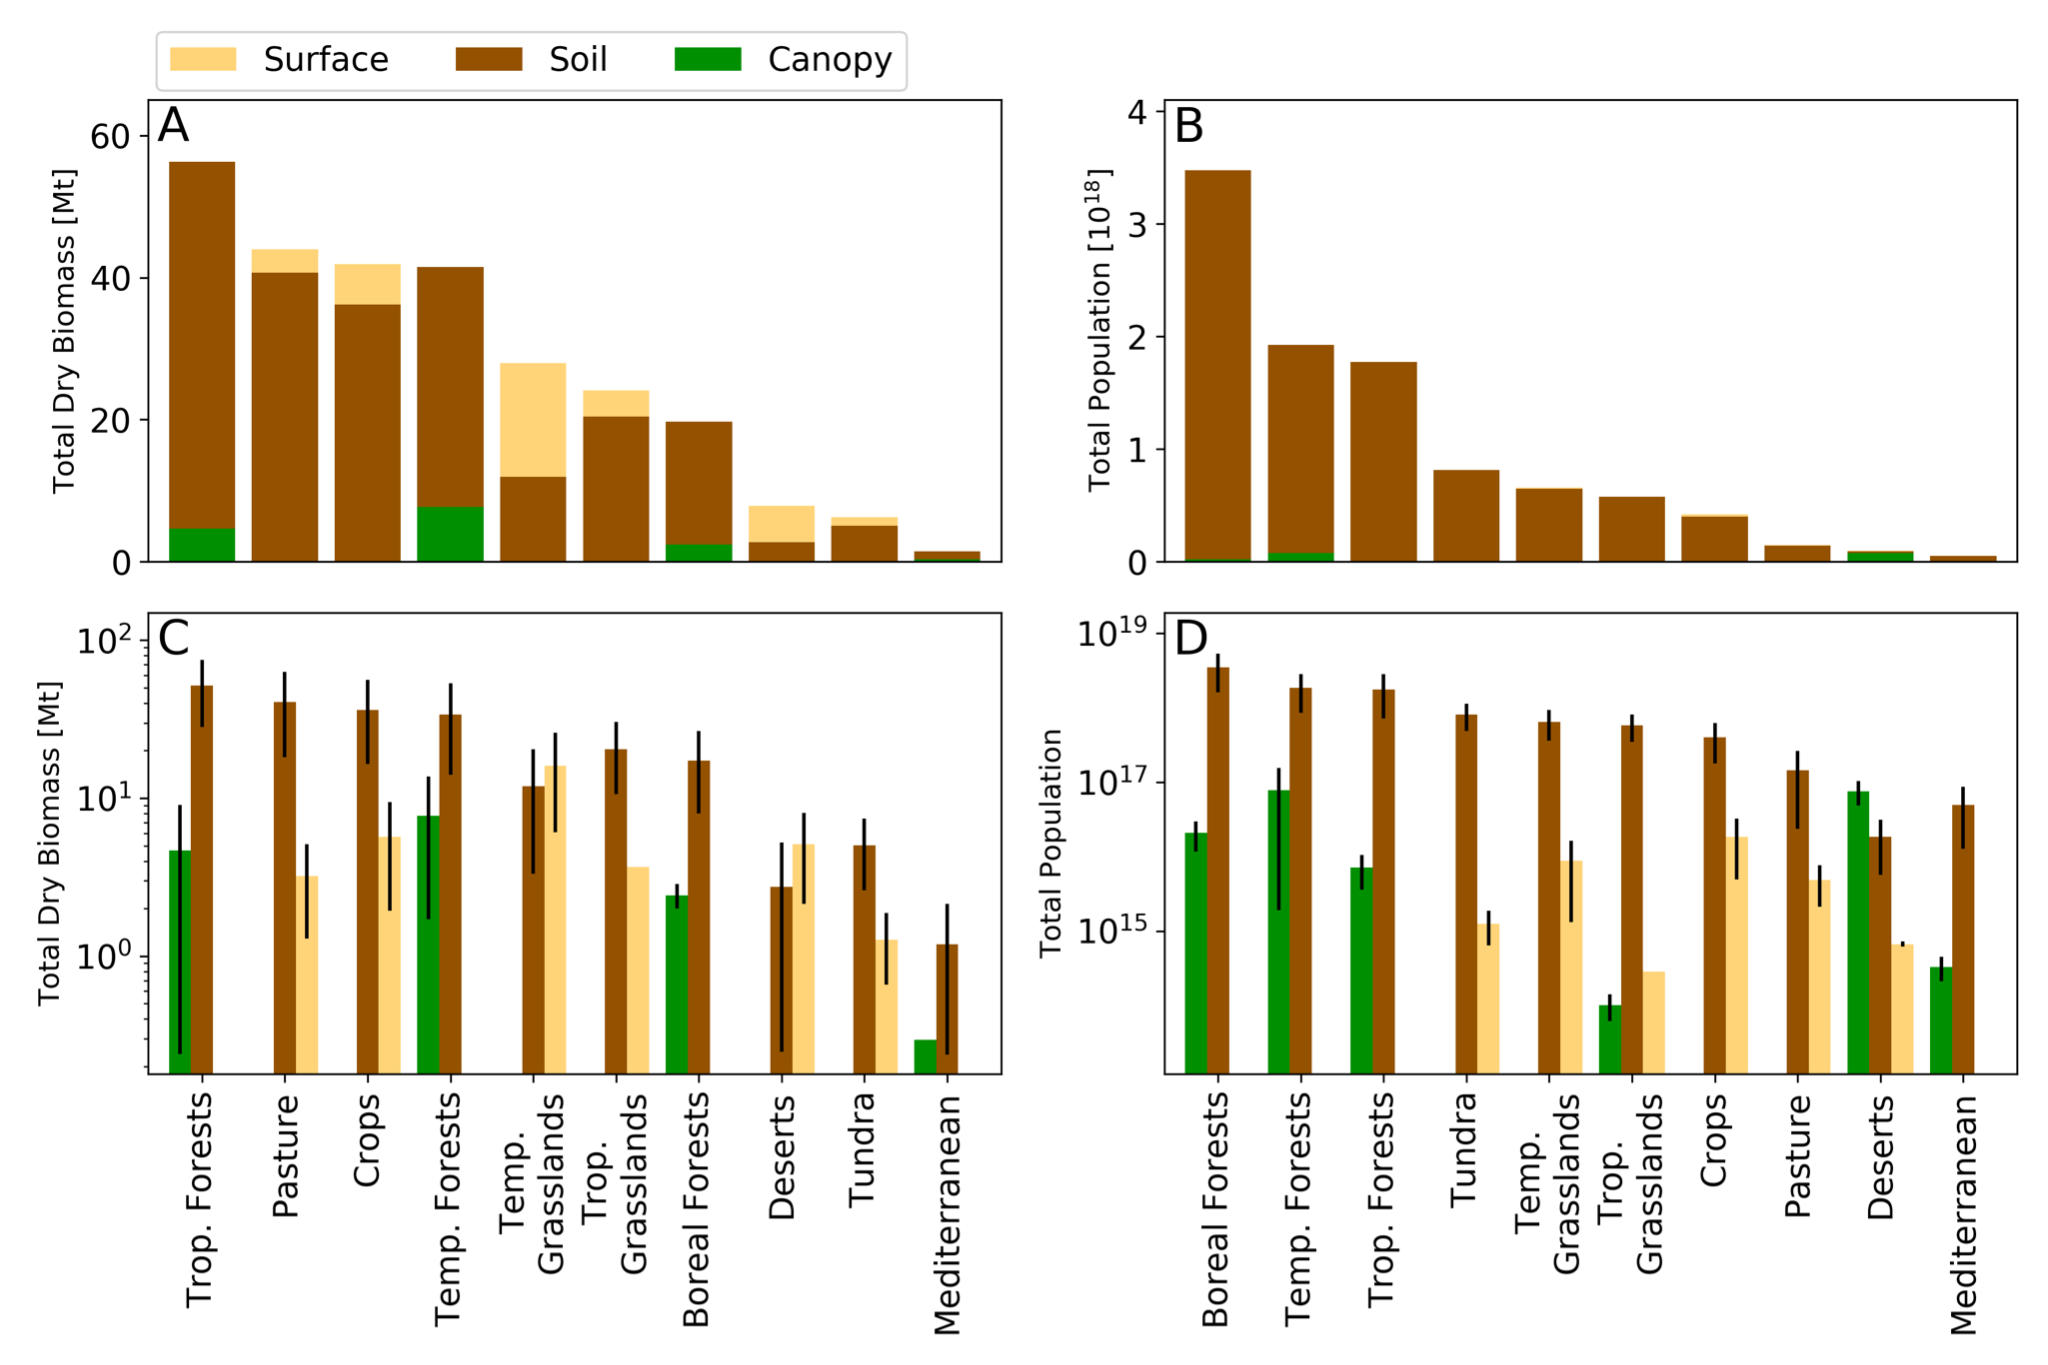 Surface Soil Canopy
A
Total Dry Biomass [Mt]
60
40
20
0
B
Total Population [10¹⁸]
4
3
2
1
0
C
Total Dry Biomass [Mt]
10²
10¹
10⁰
Trop. Forests
Pasture
Crops
Temp. Forests
Temp.
Grasslands
Trop.
Grasslands
Boreal Forests
Deserts
Tundra
Mediterranean
D
Total Population
10¹⁹
10¹⁷
10¹⁵
Boreal Forests
Temp. Forests
Trop. Forests
Tundra
Temp.
Grasslands
Trop.
Grasslands
Crops
Pasture
Deserts
Mediterranean